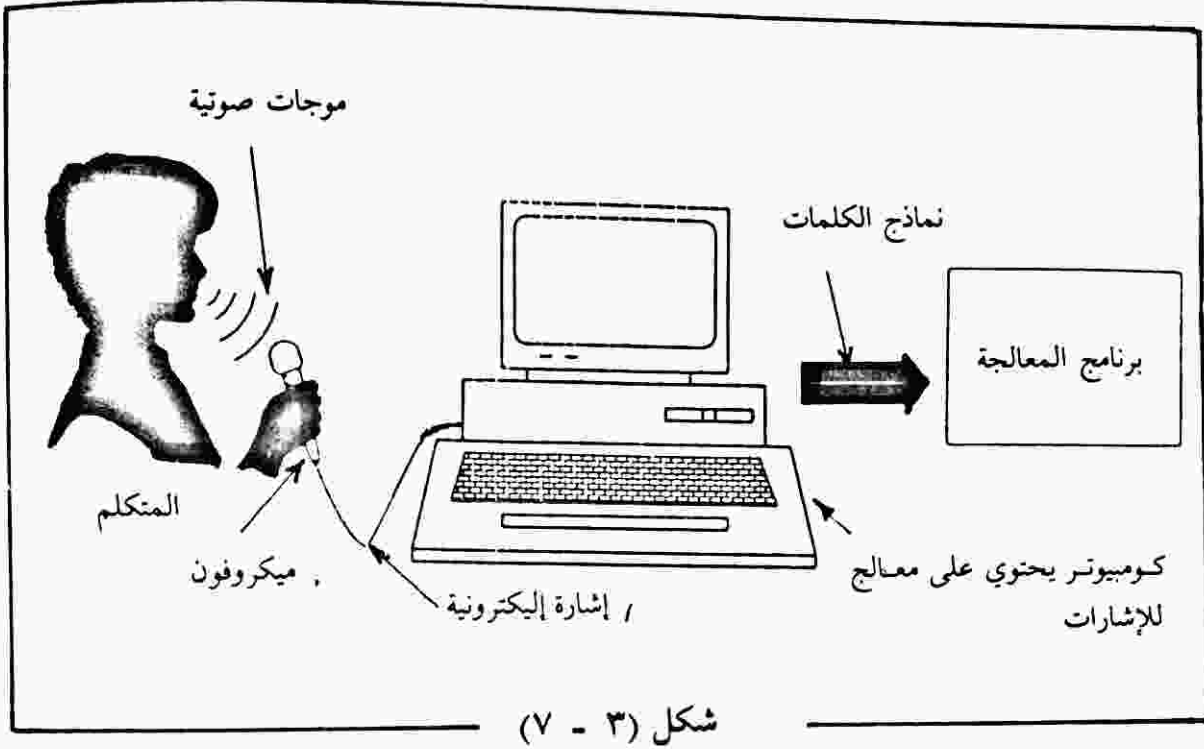 موجات صوتية
نماذج الكلمات
برنامج المعالجة
المتكلم
ميكروفون
إشارة إليكترونية
كومبيوتر يحتوي على معالج
للإشارات
شكل (٣ - ٧)